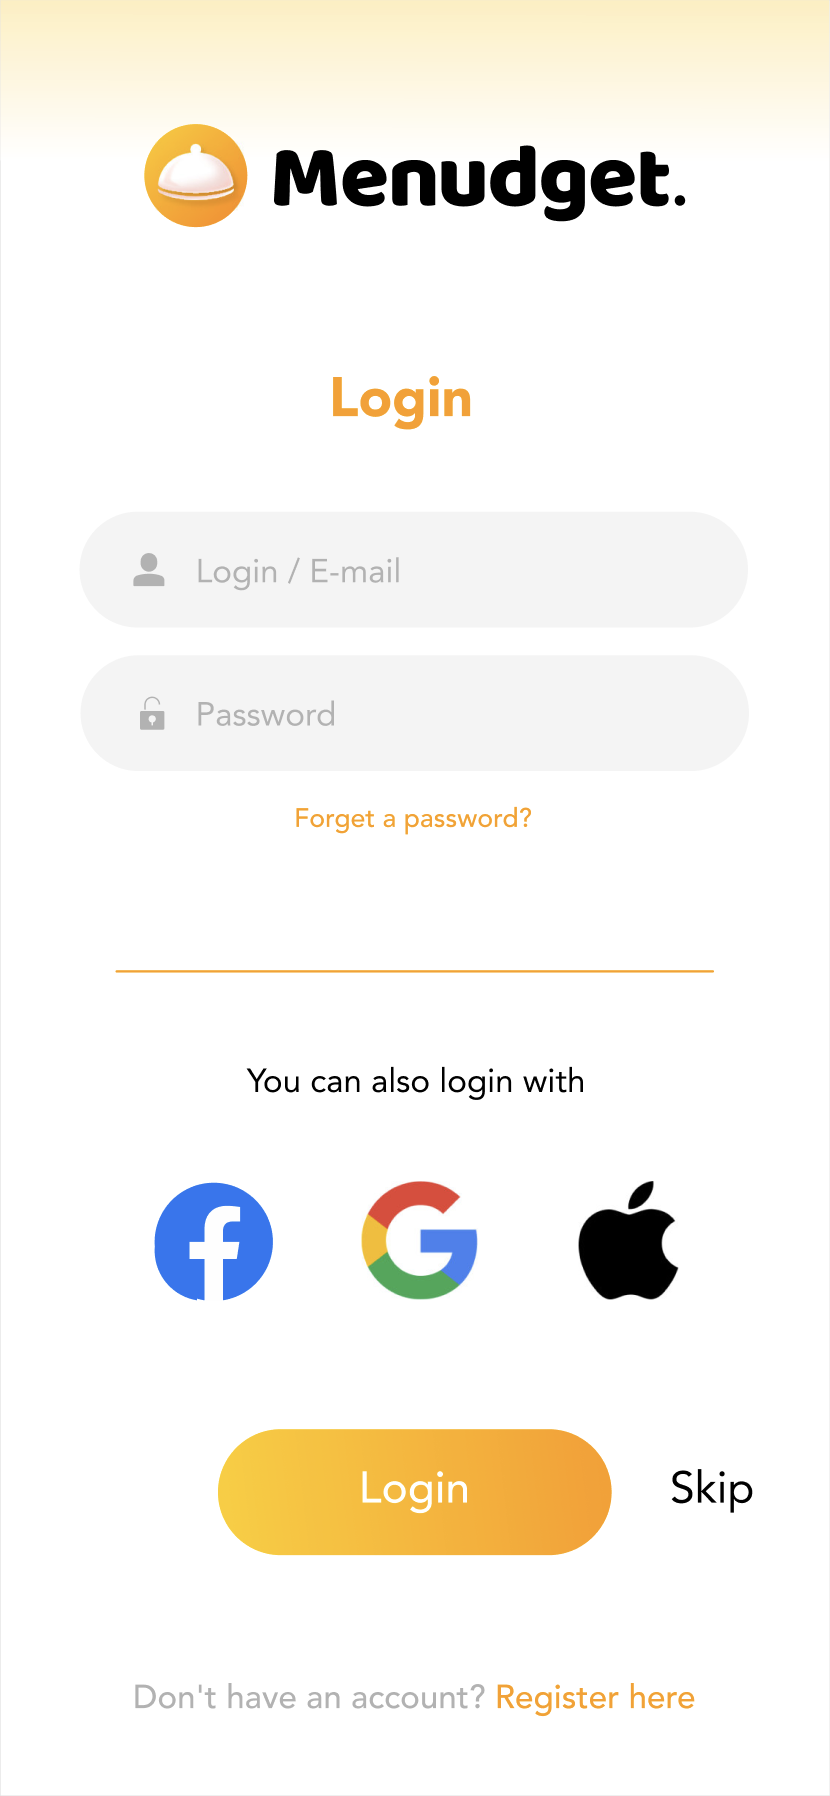 Menudget.
Login
Login / E-mail
Password
Forget a password?
You can also login with
Login
Skip
Don't have an account? Register here